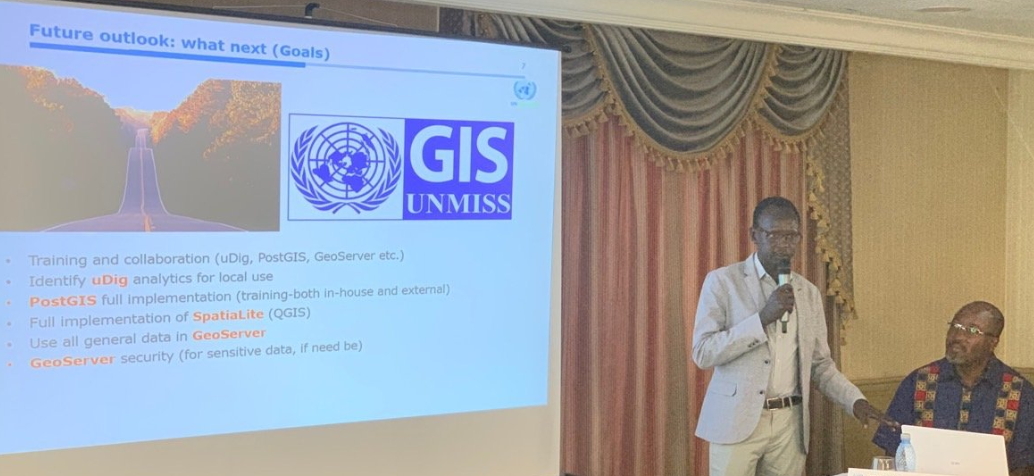 Future outlook: what next (Goals)
7
GIS
UNMISS
Training and collaboration (uDig, PostGIS, GeoServer etc.)
Identify uDig analytics for local use
PostGIS full implementation (training-both in-house and external)
Full implementation of SpatiaLite (QGIS)
Use all general data in GeoServer
GeoServer security (for sensitive data, if need be)